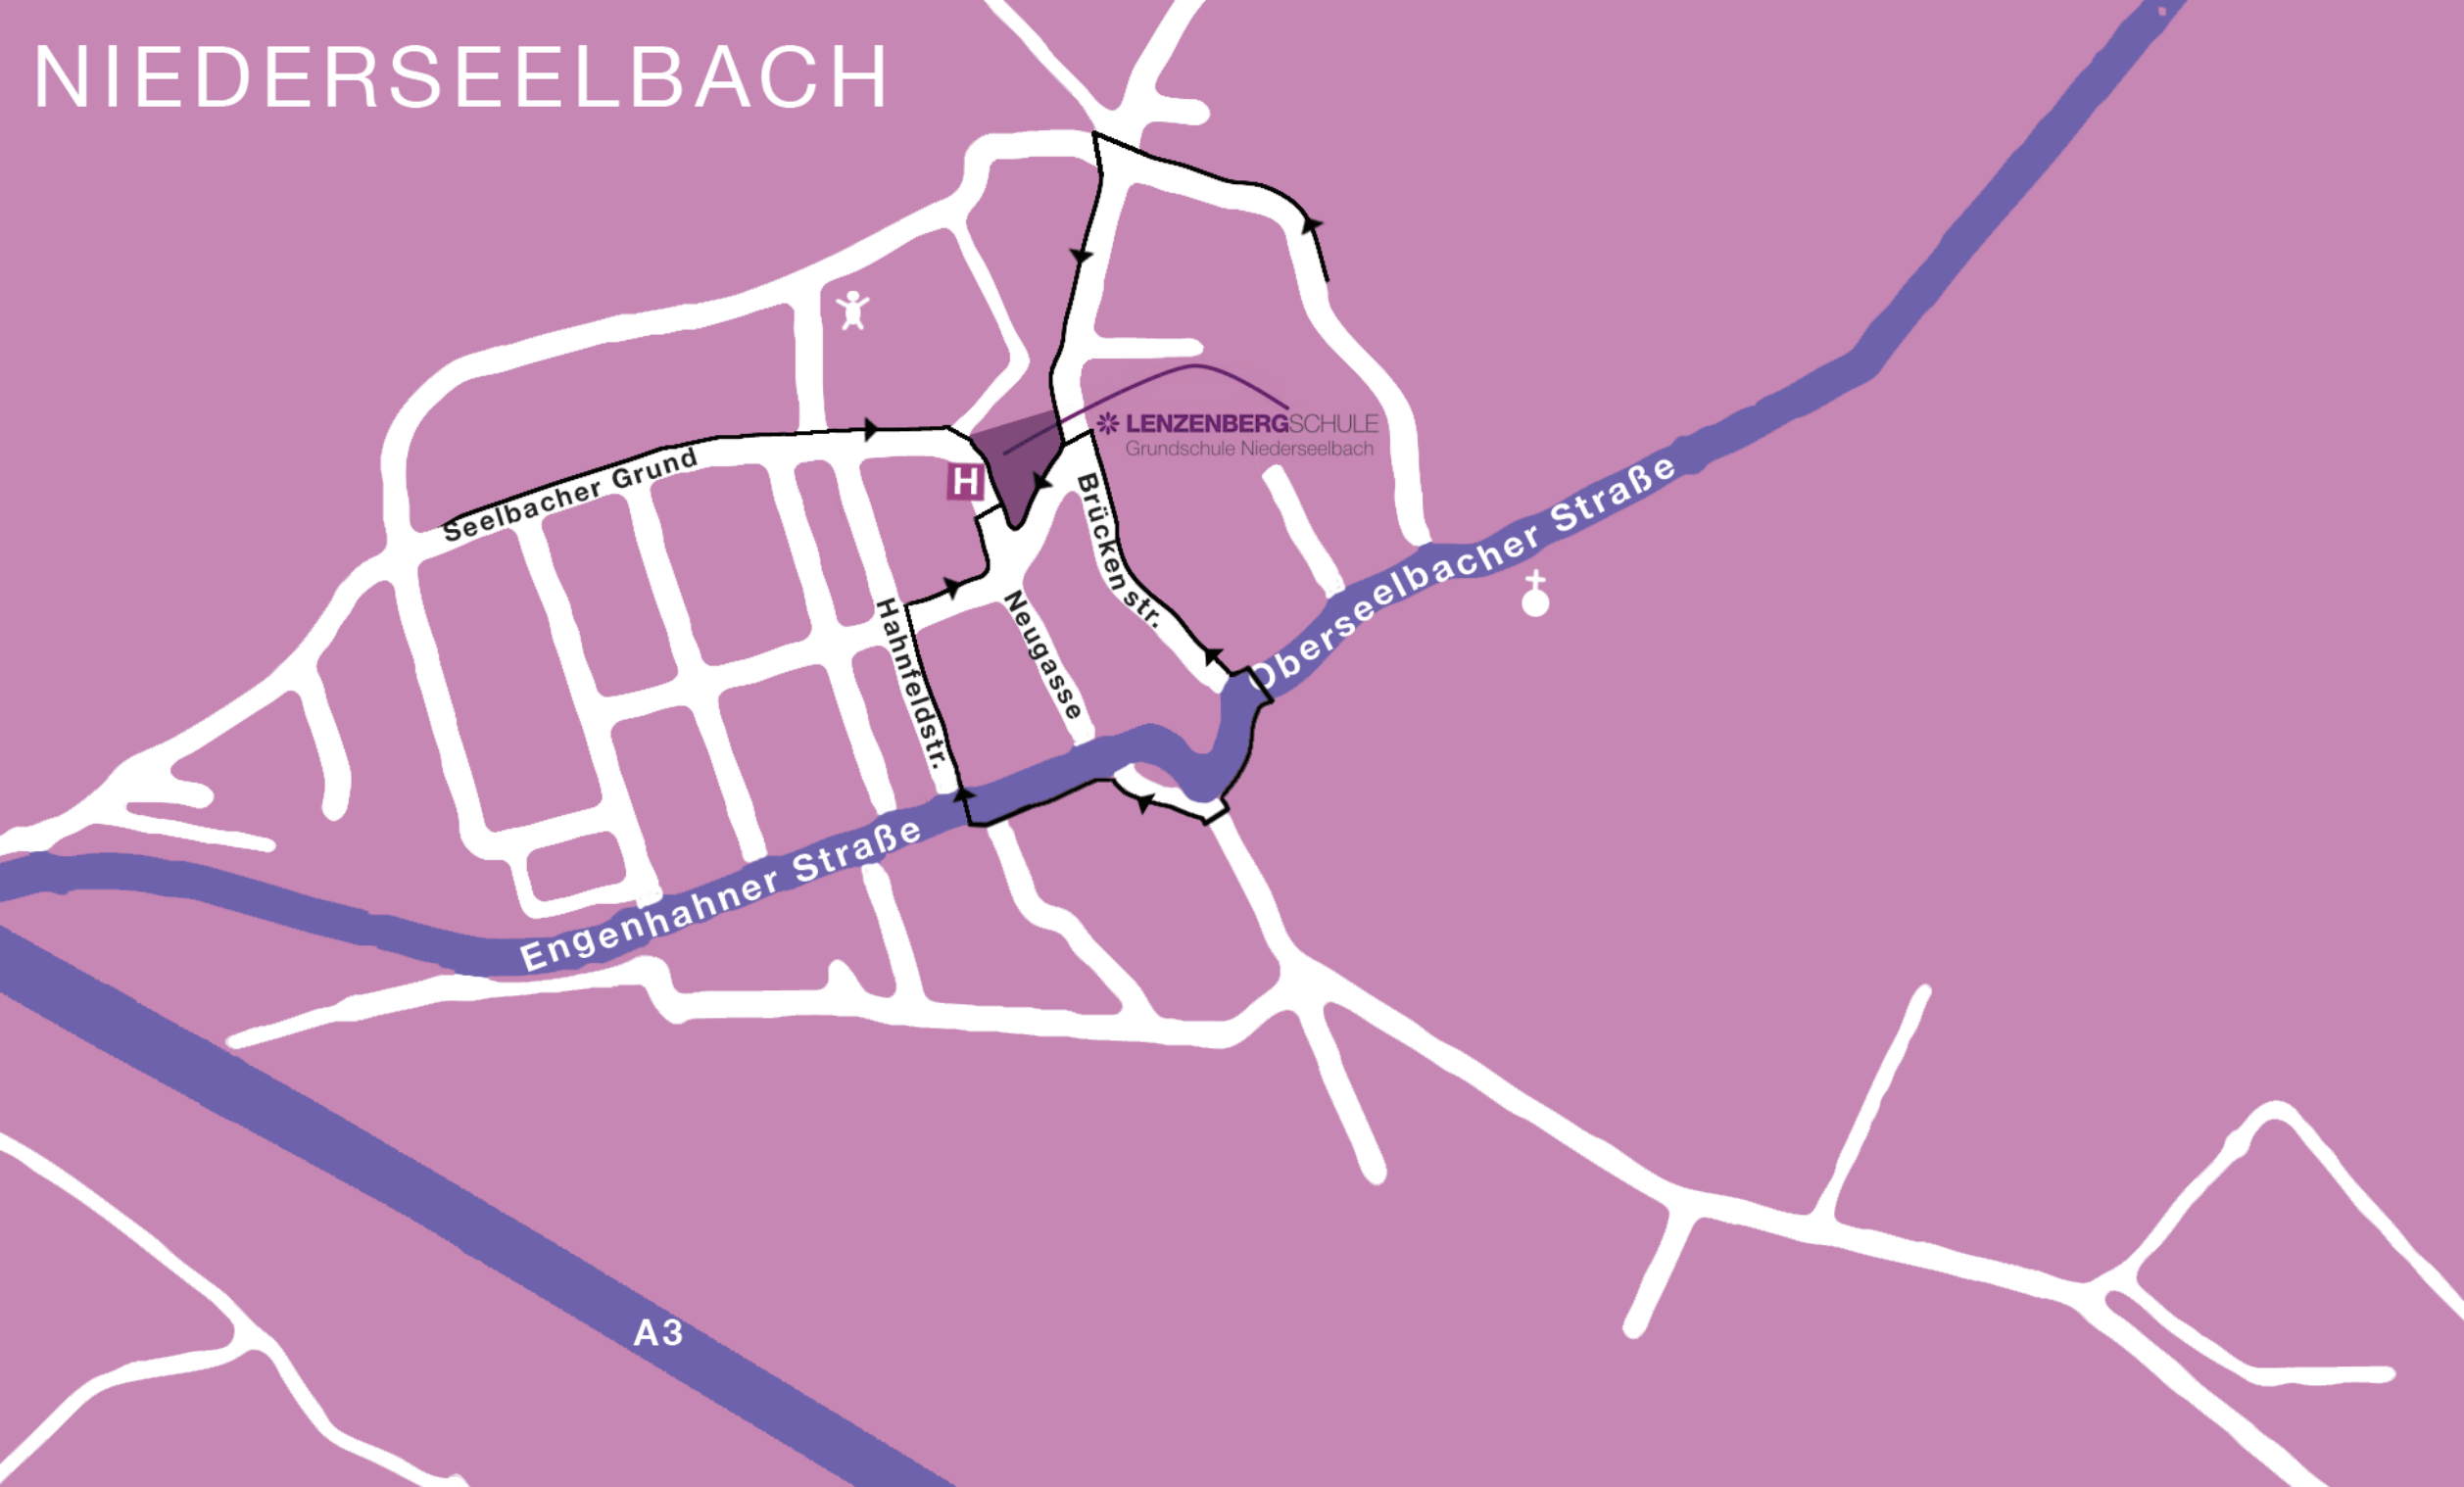 NIEDERSEELBACH
LENZENBERGSCHULE
Grundschule Niederseelbach
Seelbacher Grund
H
Brückenstr.
Oberseelbacher Straße
Hahnfeldstr.
Neugasse
Engenhahner Straße
A3